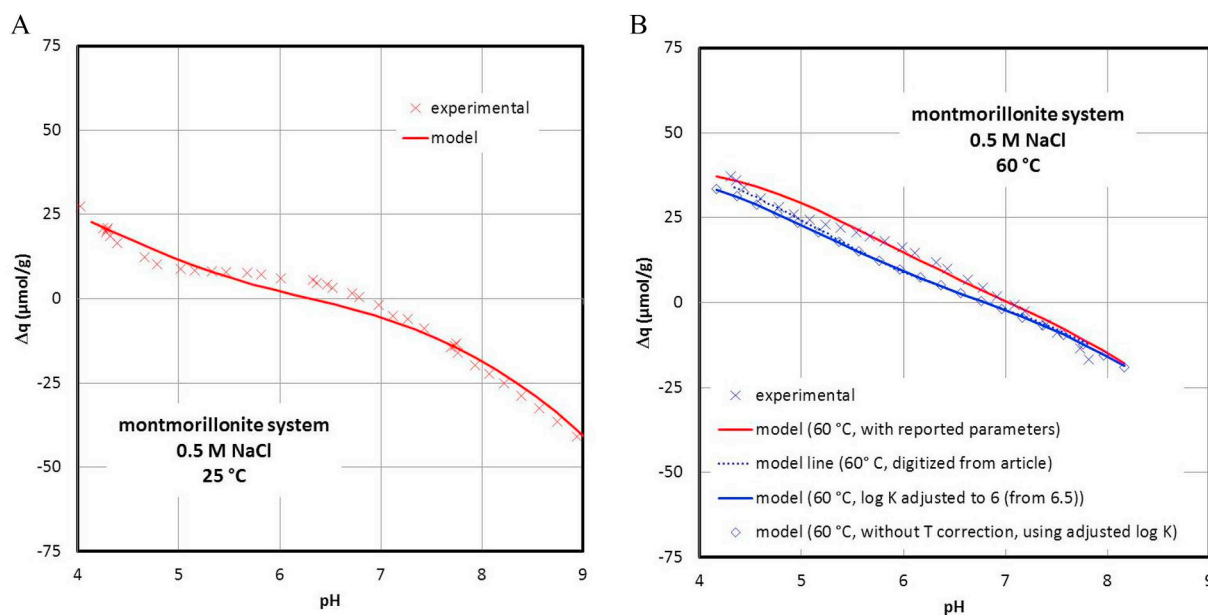 A
75
50
25
0
-25
-50
-75
Δq (µmol/g)
experimental
model
montmorillonite system
0.5 M NaCl
25 °C
4 5 6 7 8 9
pH
B
75
50
25
0
-25
-50
-75
Δq (µmol/g)
montmorillonite system
0.5 M NaCl
60 °C
experimental
model (60 °C, with reported parameters)
model line (60° C, digitized from article)
model (60 °C, log K adjusted to 6 (from 6.5))
model (60 °C, without T correction, using adjusted log K)
4 5 6 7 8 9
pH